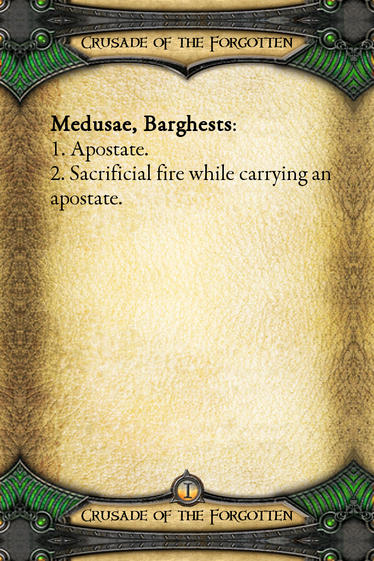 Crusade of the Forgotten
Medusae, Barghests:
1. Apostate.
2. Sacrificial fire while carrying an
apostate.
I
Crusade of the Forgotten